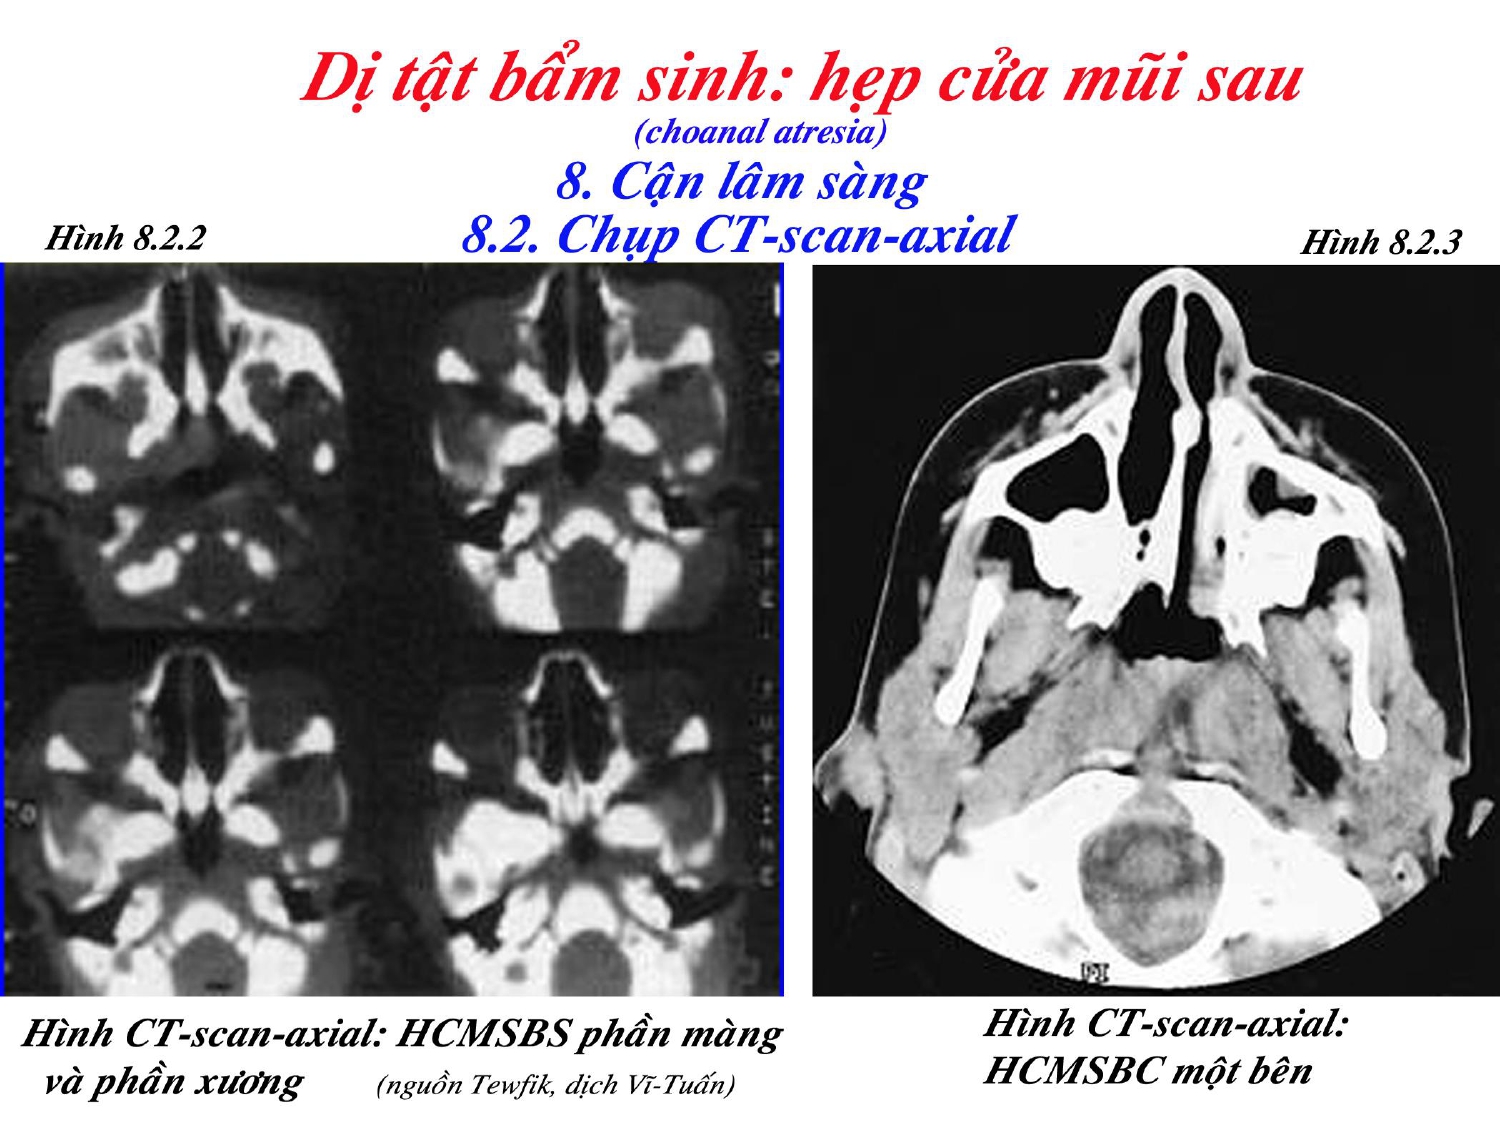 Dị tật bẩm sinh: hẹp cửa mũi sau
(choanal atresia)
8. Cận lâm sàng
8.2. Chụp CT-scan-axial
Hình 8.2.2
Hình 8.2.3
Hình CT-scan-axial: HCMSBS phần màng
và phần xương (nguồn Tewfik, dịch Vĩ-Tuấn)
Hình CT-scan-axial:
HCMSBC một bên